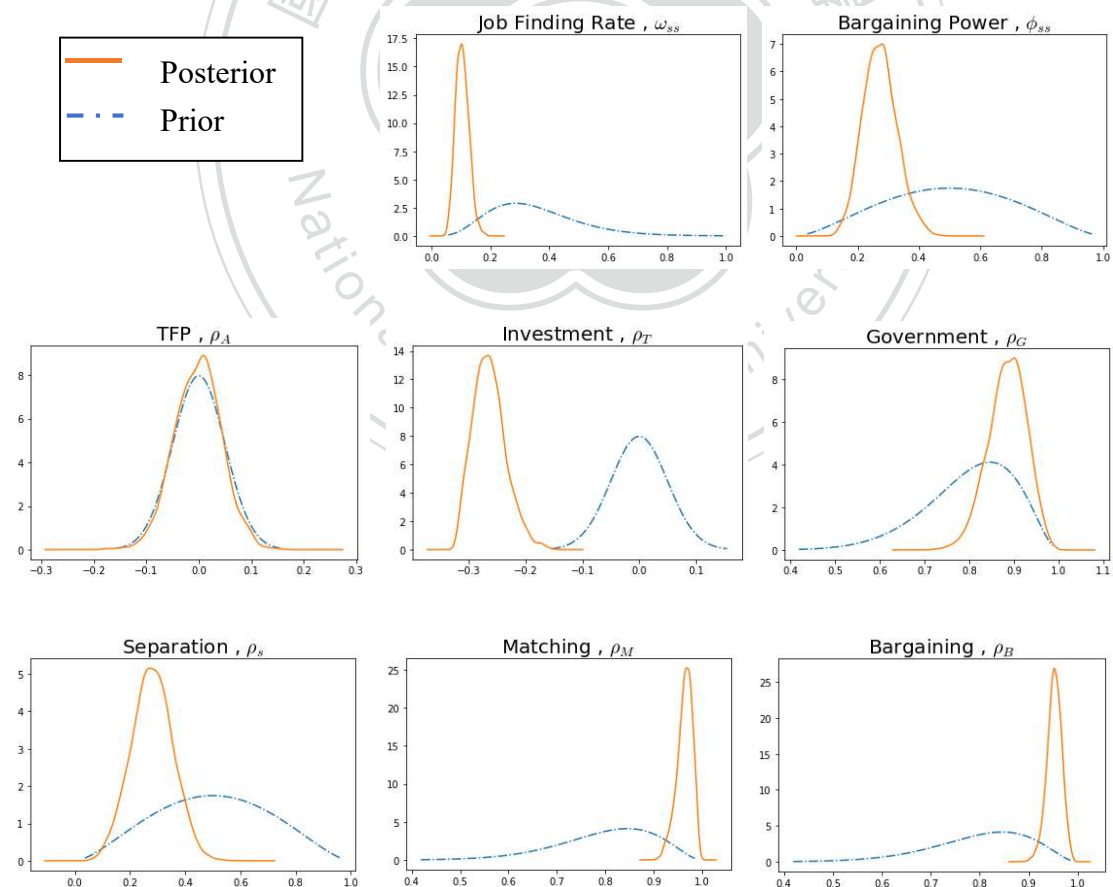 Posterior
Prior
Job Finding Rate , ω_ss
17.5
15.0
12.5
10.0
7.5
5.0
2.5
0.0
0.0 0.2 0.4 0.6 0.8 1.0
Bargaining Power , ϕ_ss
7
6
5
4
3
2
1
0
0.0 0.2 0.4 0.6 0.8 1.0
TFP , ρ_A
8
6
4
2
0
−0.3 −0.2 −0.1 0.0 0.1 0.2 0.3
Investment , ρ_T
14
12
10
8
6
4
2
0
−0.3 −0.2 −0.1 0.0 0.1
Government , ρ_G
8
6
4
2
0
0.4 0.5 0.6 0.7 0.8 0.9 1.0 1.1
Separation , ρ_s
5
4
3
2
1
0
0.0 0.2 0.4 0.6 0.8 1.0
Matching , ρ_M
25
20
15
10
5
0
0.4 0.5 0.6 0.7 0.8 0.9 1.0
Bargaining , ρ_B
25
20
15
10
5
0
0.4 0.5 0.6 0.7 0.8 0.9 1.0
Nation